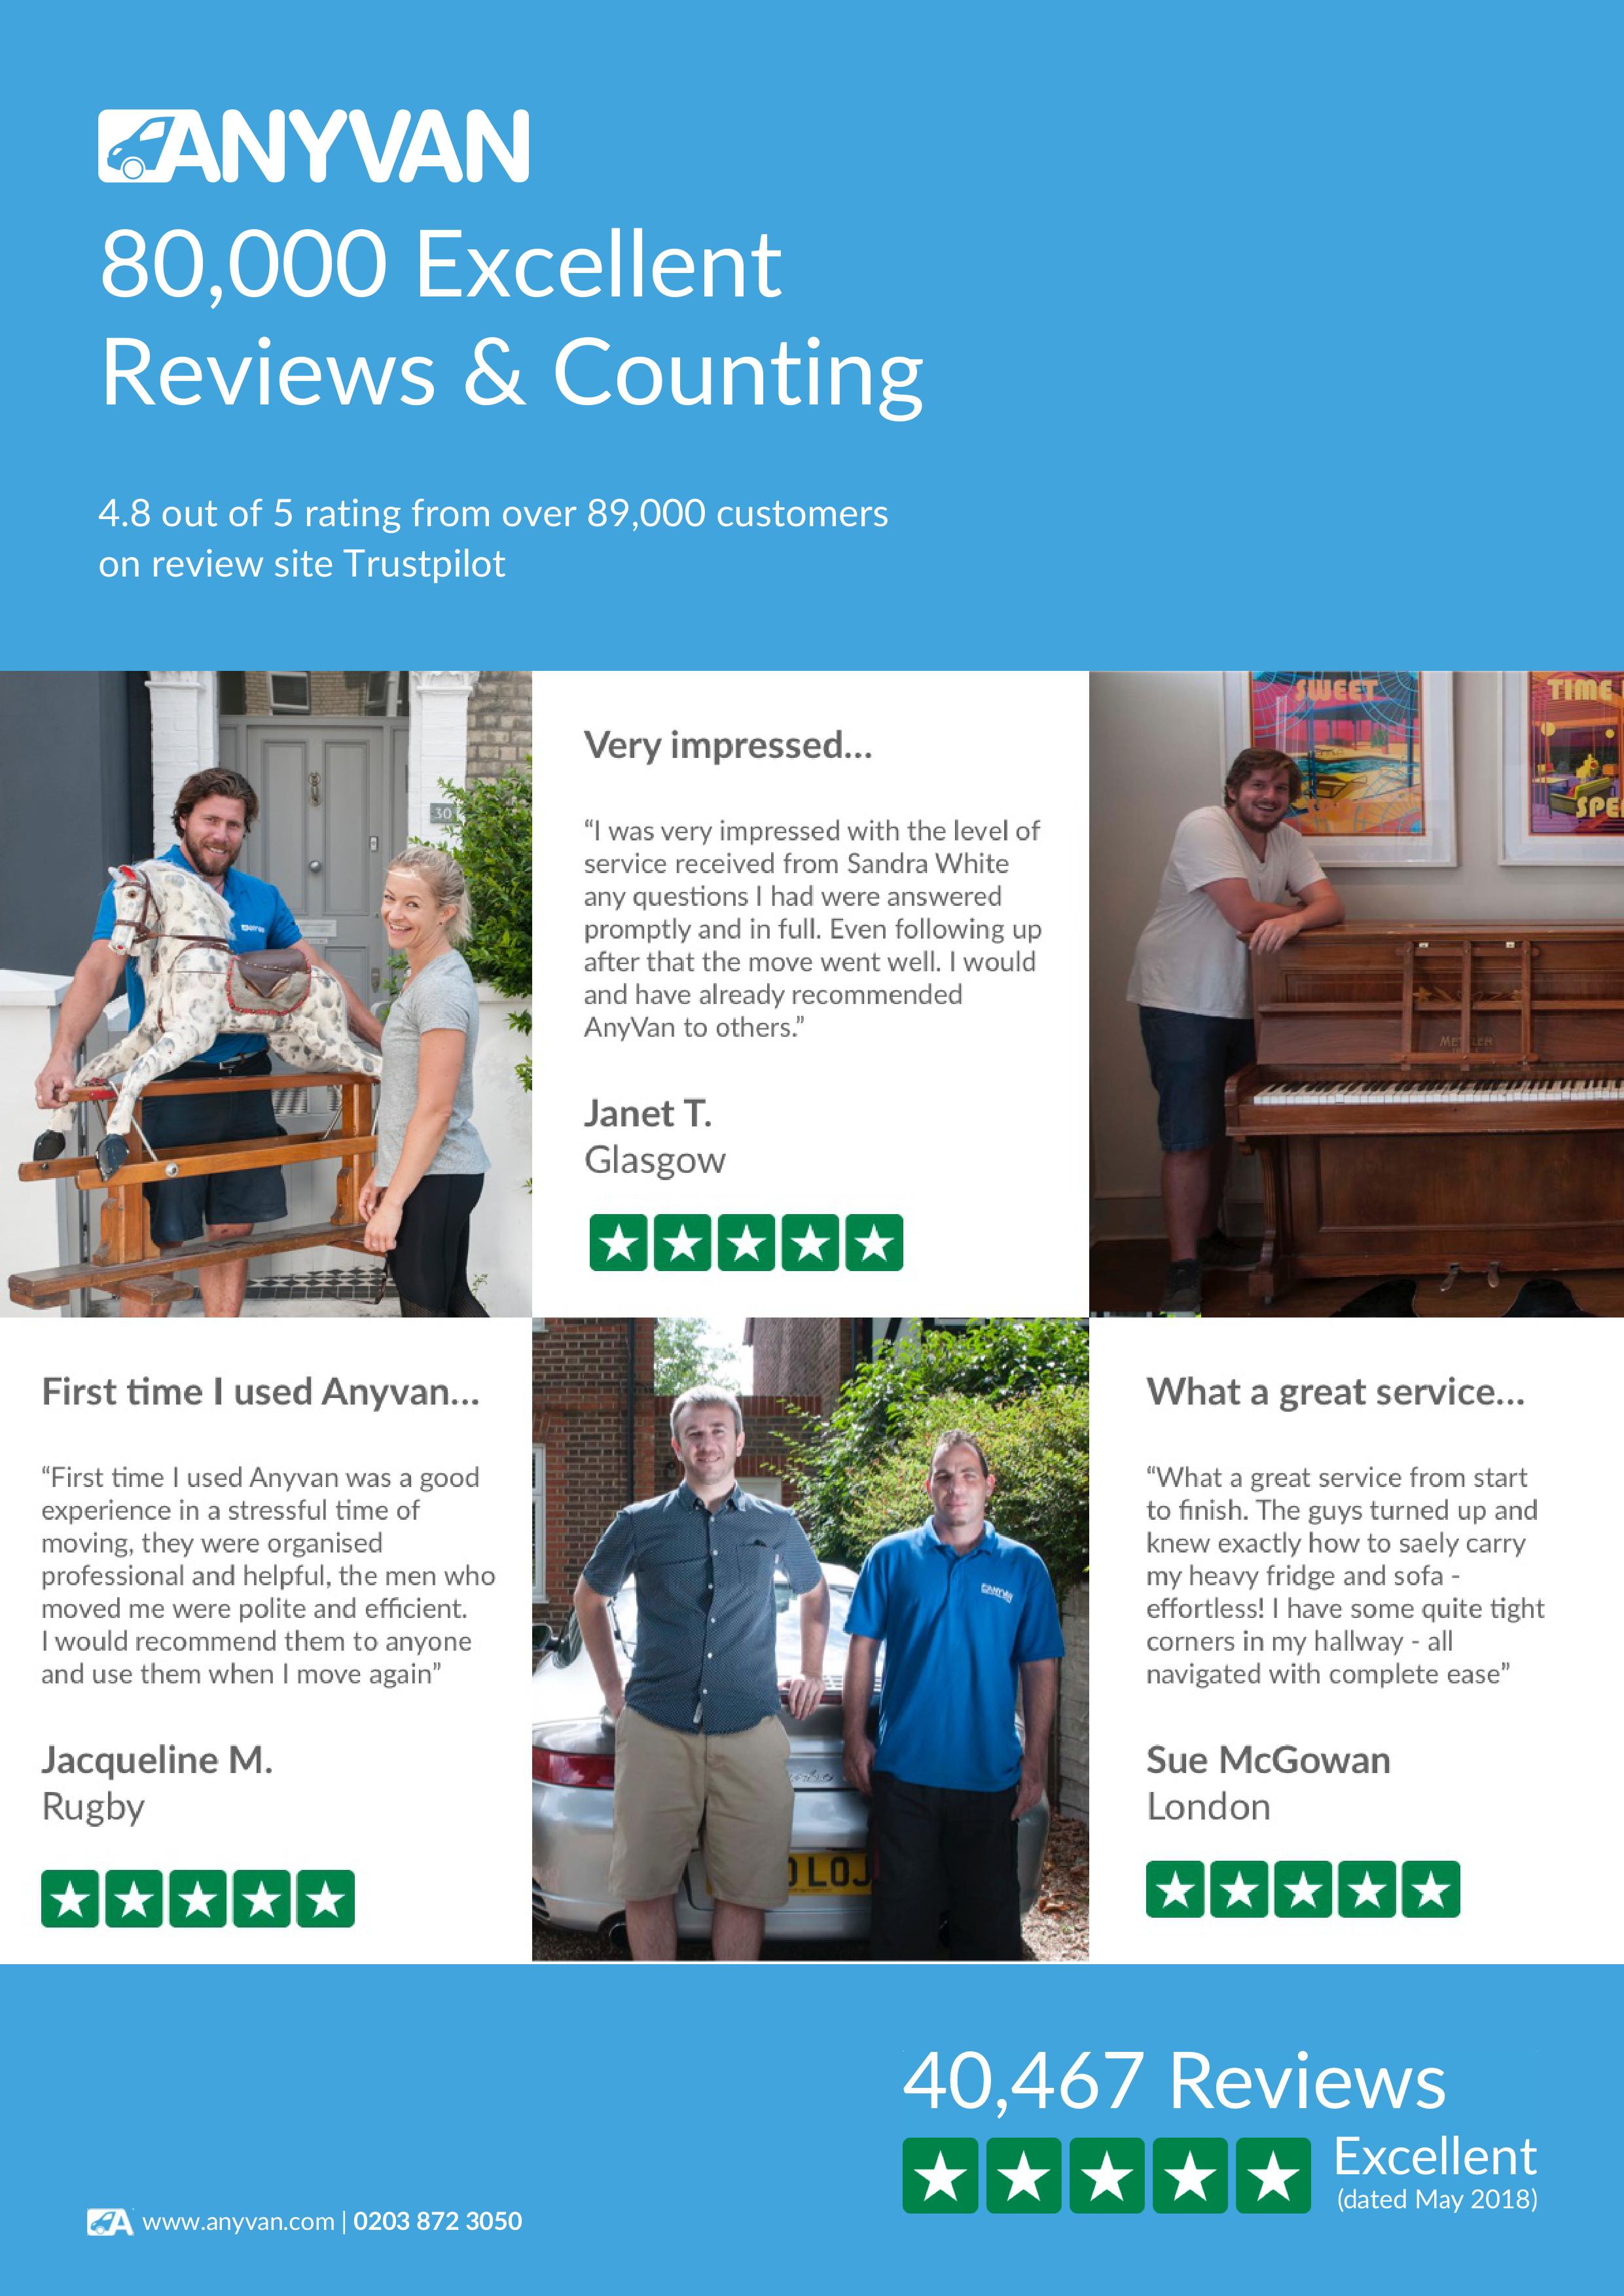 ANYVAN
80,000 Excellent
Reviews & Counting
4.8 out of 5 rating from over 89,000 customers
on review site Trustpilot
30
ANYVAN
Very impressed...
“I was very impressed with the level of
service received from Sandra White
any questions I had were answered
promptly and in full. Even following up
after that the move went well. I would
and have already recommended
AnyVan to others.”
Janet T.
Glasgow
SWEET
TIME
SPE
First time I used Anyvan...
“First time I used Anyvan was a good
experience in a stressful time of
moving, they were organised
professional and helpful, the men who
moved me were polite and efficient.
I would recommend them to anyone
and use them when I move again”
Jacqueline M.
Rugby
ANYVAN
LOJ
What a great service...
“What a great service from start
to finish. The guys turned up and
knew exactly how to saely carry
my heavy fridge and sofa -
effortless! I have some quite tight
corners in my hallway - all
navigated with complete ease”
Sue McGowan
London
40,467 Reviews
Excellent
(dated May 2018)
A www.anyvan.com | 0203 872 3050